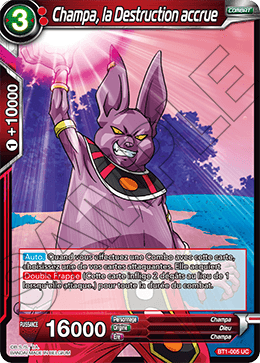 3
Champa, la Destruction accrue
COMBAT
1 +10000
SAMPLE
Auto Quand vous effectuez une Combo avec cette carte,
choisissez une de vos cartes attaquantes. Elle acquiert
Double Frappe [Cette carte inflige 2 dégâts au lieu de 1
lorsqu'elle attaque.] pour toute la durée du combat.
PUISSANCE
16000
Personnage Champa
Origine Champa
Ère
BT1-005 UC